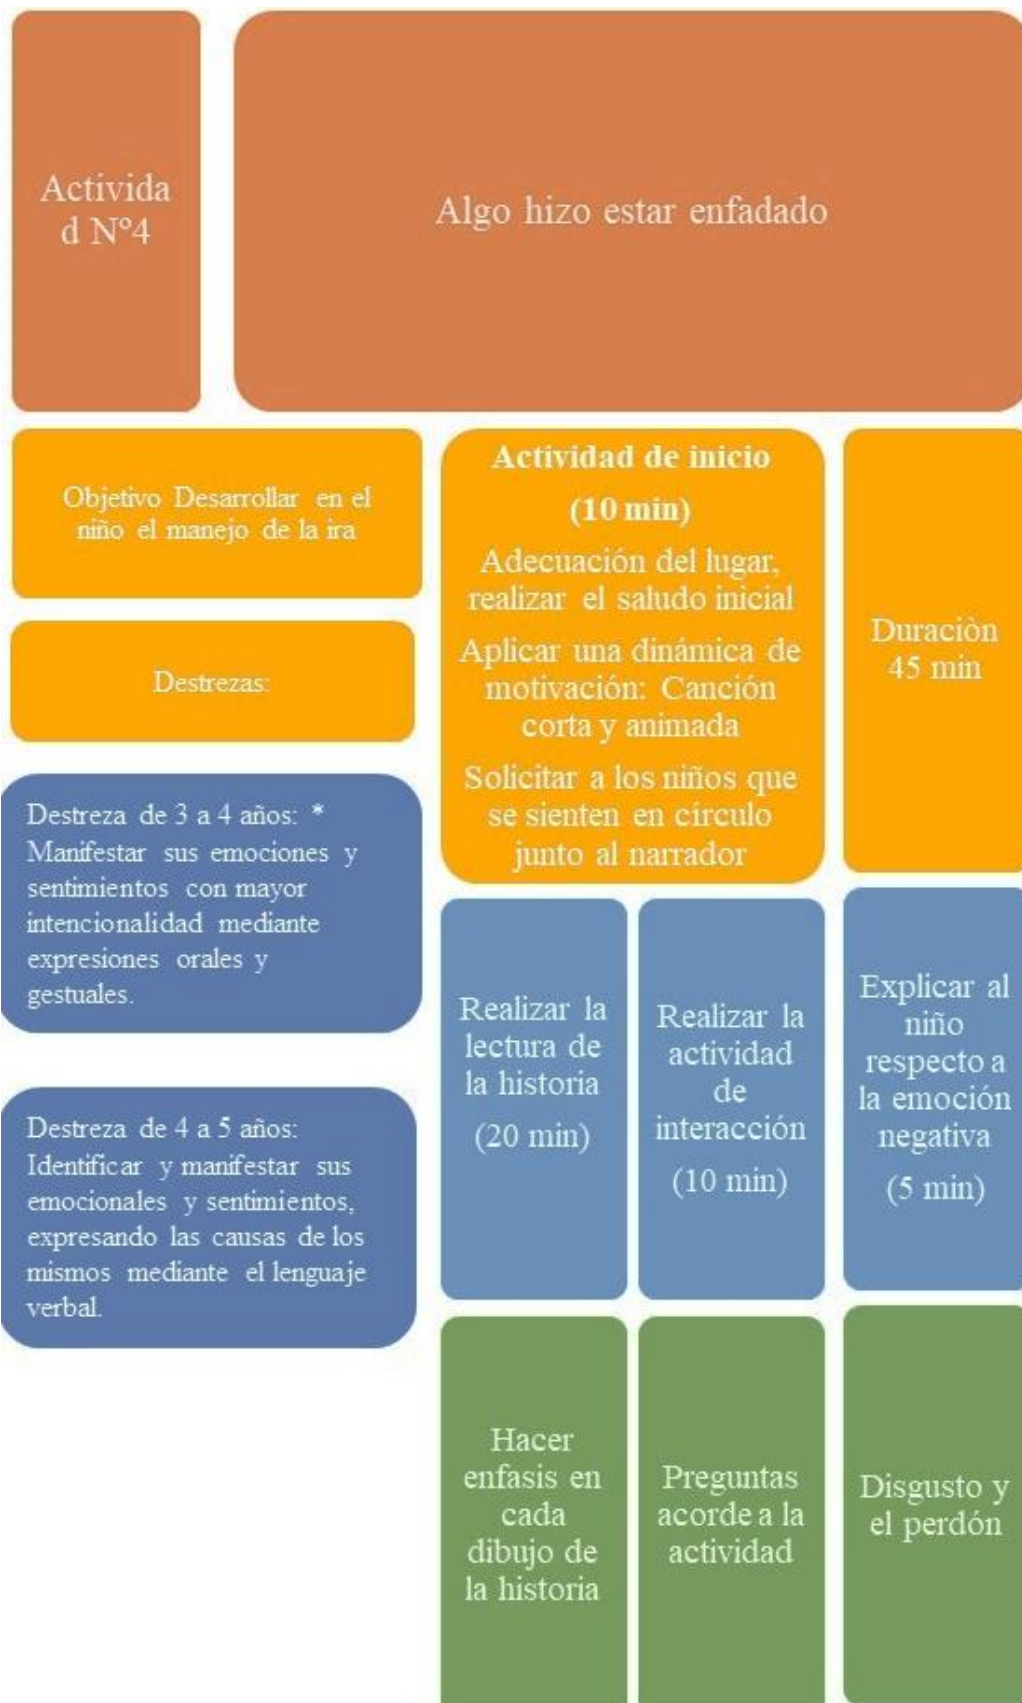 Activida
d N°4
Algo hizo estar enfadado
Objetivo Desarrollar en el
niño el manejo de la ira
Destrezas:
Destreza de 3 a 4 años: *
Manifestar sus emociones y
sentimientos con mayor
intencionalidad mediante
expresiones orales y
gestuales.
Destreza de 4 a 5 años:
Identificar y manifestar sus
emocionales y sentimientos,
expresando las causas de los
mismos mediante el lenguaje
verbal.
Actividad de inicio
(10 min)
Adecuación del lugar,
realizar el saludo inicial
Aplicar una dinámica de
motivación: Canción
corta y animada
Solicitar a los niños que
se sienten en círculo
junto al narrador
Duraciòn
45 min
Realizar la
lectura de
la historia
(20 min)
Realizar la
actividad
de
interacción
(10 min)
Explicar al
niño
respecto a
la emoción
negativa
(5 min)
Hacer
enfasis en
cada
dibujo de
la historia
Preguntas
acorde a la
actividad
Disgusto y
el perdón